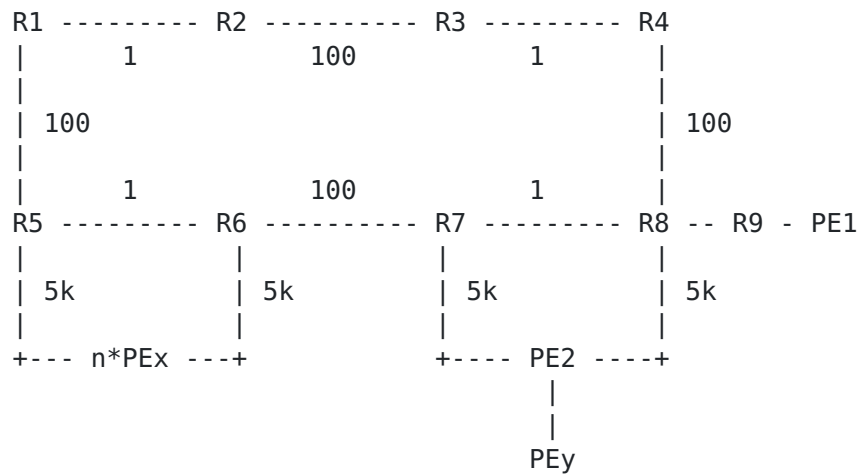 R1 --------- R2 ---------- R3 --------- R4
|       1             100           1       |
|                                           |
| 100                                       | 100
|                                           |
|       1             100           1       |
R5 --------- R6 ---------- R7 --------- R8 -- R9 - PE1
|              |             |              |
| 5k           | 5k          | 5k           | 5k
|              |             |              |
+--- n*PEx ---+             +---- PE2 ----+
|
|
PEy